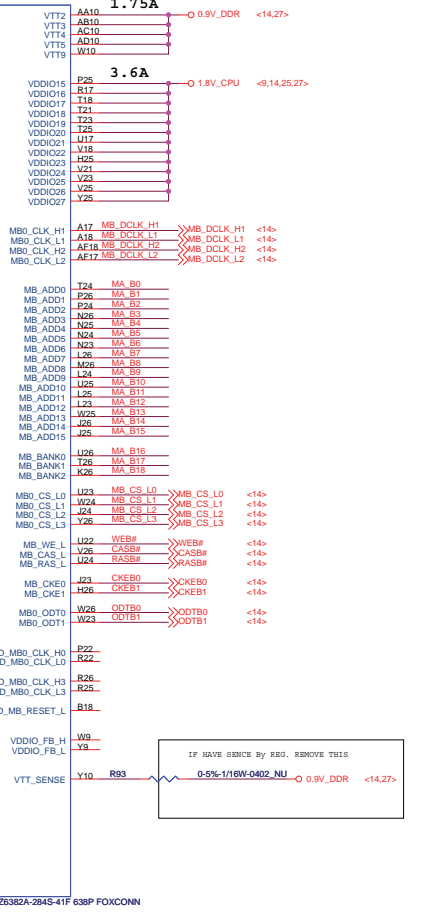 1.75A
VTT2 AA10 0.9V_DDR <14,27>
VTT3 AB10
VTT4 AC10
VTT5 AD10
VTT9 W10
3.6A
VDDIO15 P25 1.8V_CPU <9,14,25,27>
VDDIO16 R17
VDDIO17 T18
VDDIO18 T21
VDDIO19 T23
VDDIO20 T25
VDDIO21 U17
VDDIO22 V18
VDDIO23 H25
VDDIO24 V21
VDDIO25 V23
VDDIO26 V25
VDDIO27 Y25
MB0_CLK_H1 A17 MB_DCLK_H1 MB_DCLK_H1 <14>
MB0_CLK_L1 A18 MB_DCLK_L1 MB_DCLK_L1 <14>
MB0_CLK_H2 AF18 MB_DCLK_H2 MB_DCLK_H2 <14>
MB0_CLK_L2 AF17 MB_DCLK_L2 MB_DCLK_L2 <14>
MB_ADD0 T24 MA_B0
MB_ADD1 P26 MA_B1
MB_ADD2 P24 MA_B2
MB_ADD3 N26 MA_B3
MB_ADD4 N25 MA_B4
MB_ADD5 N24 MA_B5
MB_ADD6 N23 MA_B6
MB_ADD7 L26 MA_B7
MB_ADD8 M26 MA_B8
MB_ADD9 L24 MA_B9
MB_ADD10 U25 MA_B10
MB_ADD11 L25 MA_B11
MB_ADD12 L23 MA_B12
MB_ADD13 W25 MA_B13
MB_ADD14 J26 MA_B14
MB_ADD15 J25 MA_B15
MB_BANK0 U26 MA_B16
MB_BANK1 T26 MA_B17
MB_BANK2 K26 MA_B18
MB0_CS_L0 U23 MB_CS_L0 MB_CS_L0 <14>
MB0_CS_L1 W24 MB_CS_L1 MB_CS_L1 <14>
MB0_CS_L2 J24 MB_CS_L2 MB_CS_L2 <14>
MB0_CS_L3 Y26 MB_CS_L3 MB_CS_L3 <14>
MB_WE_L U22 WEB# WEB# <14>
MB_CAS_L V26 CASB# CASB# <14>
MB_RAS_L U24 RASB# RASB# <14>
MB_CKE0 J23 CKEB0 CKEB0 <14>
MB_CKE1 H26 CKEB1 CKEB1 <14>
MB0_ODT0 W26 ODTB0 ODTB0 <14>
MB0_ODT1 W23 ODTB1 ODTB1 <14>
D_MB0_CLK_H0 P22
D_MB0_CLK_L0 R22
D_MB0_CLK_H3 R26
D_MB0_CLK_L3 R25
D_MB_RESET_L B18
VDDIO_FB_H W9
VDDIO_FB_L Y9
IF HAVE SENCE By REG. REMOVE THIS
VTT_SENSE Y10 R93 0-5%-1/16W-0402_NU 0.9V_DDR <14,27>
Z6382A-284S-41F 638P FOXCONN